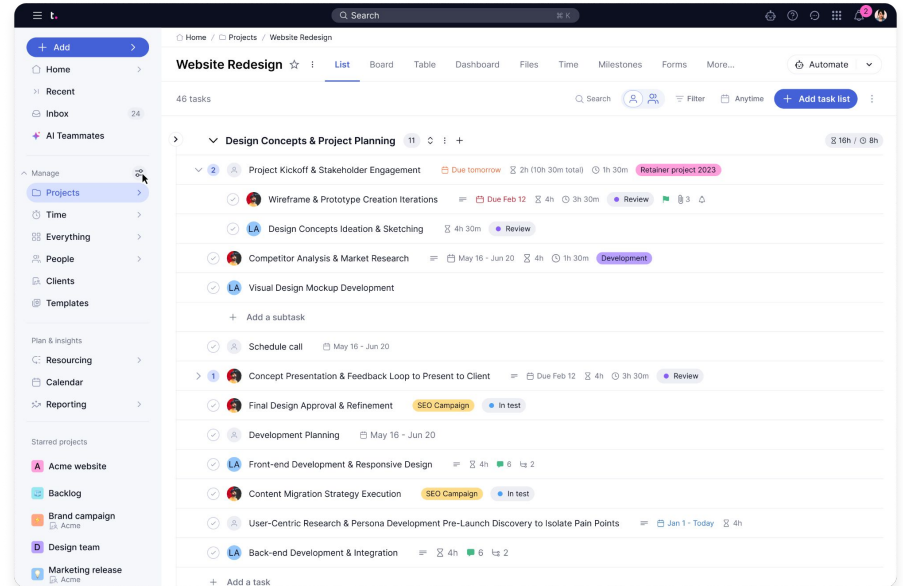 t.
Search
⌘ K
2
Add
Home
Recent
Inbox 24
AI Teammates
Manage
Projects
Time
Everything
People
Clients
Templates
Plan & insights
Resourcing
Calendar
Reporting
Starred projects
A Acme website
Backlog
Brand campaign
Acme
D Design team
Marketing release
Acme
Home / Projects / Website Redesign
Website Redesign List Board Table Dashboard Files Time Milestones Forms More... Automate
46 tasks Search Filter Anytime Add task list
Design Concepts & Project Planning 11 16h / 8h
2 Project Kickoff & Stakeholder Engagement Due tomorrow 2h (10h 30m total) 1h 30m Retainer project 2023
Wireframe & Prototype Creation Iterations Due Feb 12 4h 3h 30m Review 3
LA Design Concepts Ideation & Sketching 4h 30m Review
Competitor Analysis & Market Research May 16 - Jun 20 4h 1h 30m Development
LA Visual Design Mockup Development
+ Add a subtask
Schedule call May 16 - Jun 20
1 Concept Presentation & Feedback Loop to Present to Client Due Feb 12 4h 3h 30m Review
Final Design Approval & Refinement SEO Campaign In test
Development Planning May 16 - Jun 20
LA Front-end Development & Responsive Design 4h 6 2
Content Migration Strategy Execution SEO Campaign In test
User-Centric Research & Persona Development Pre-Launch Discovery to Isolate Pain Points Jan 1 - Today 4h
LA Back-end Development & Integration 4h 6 2
+ Add a task